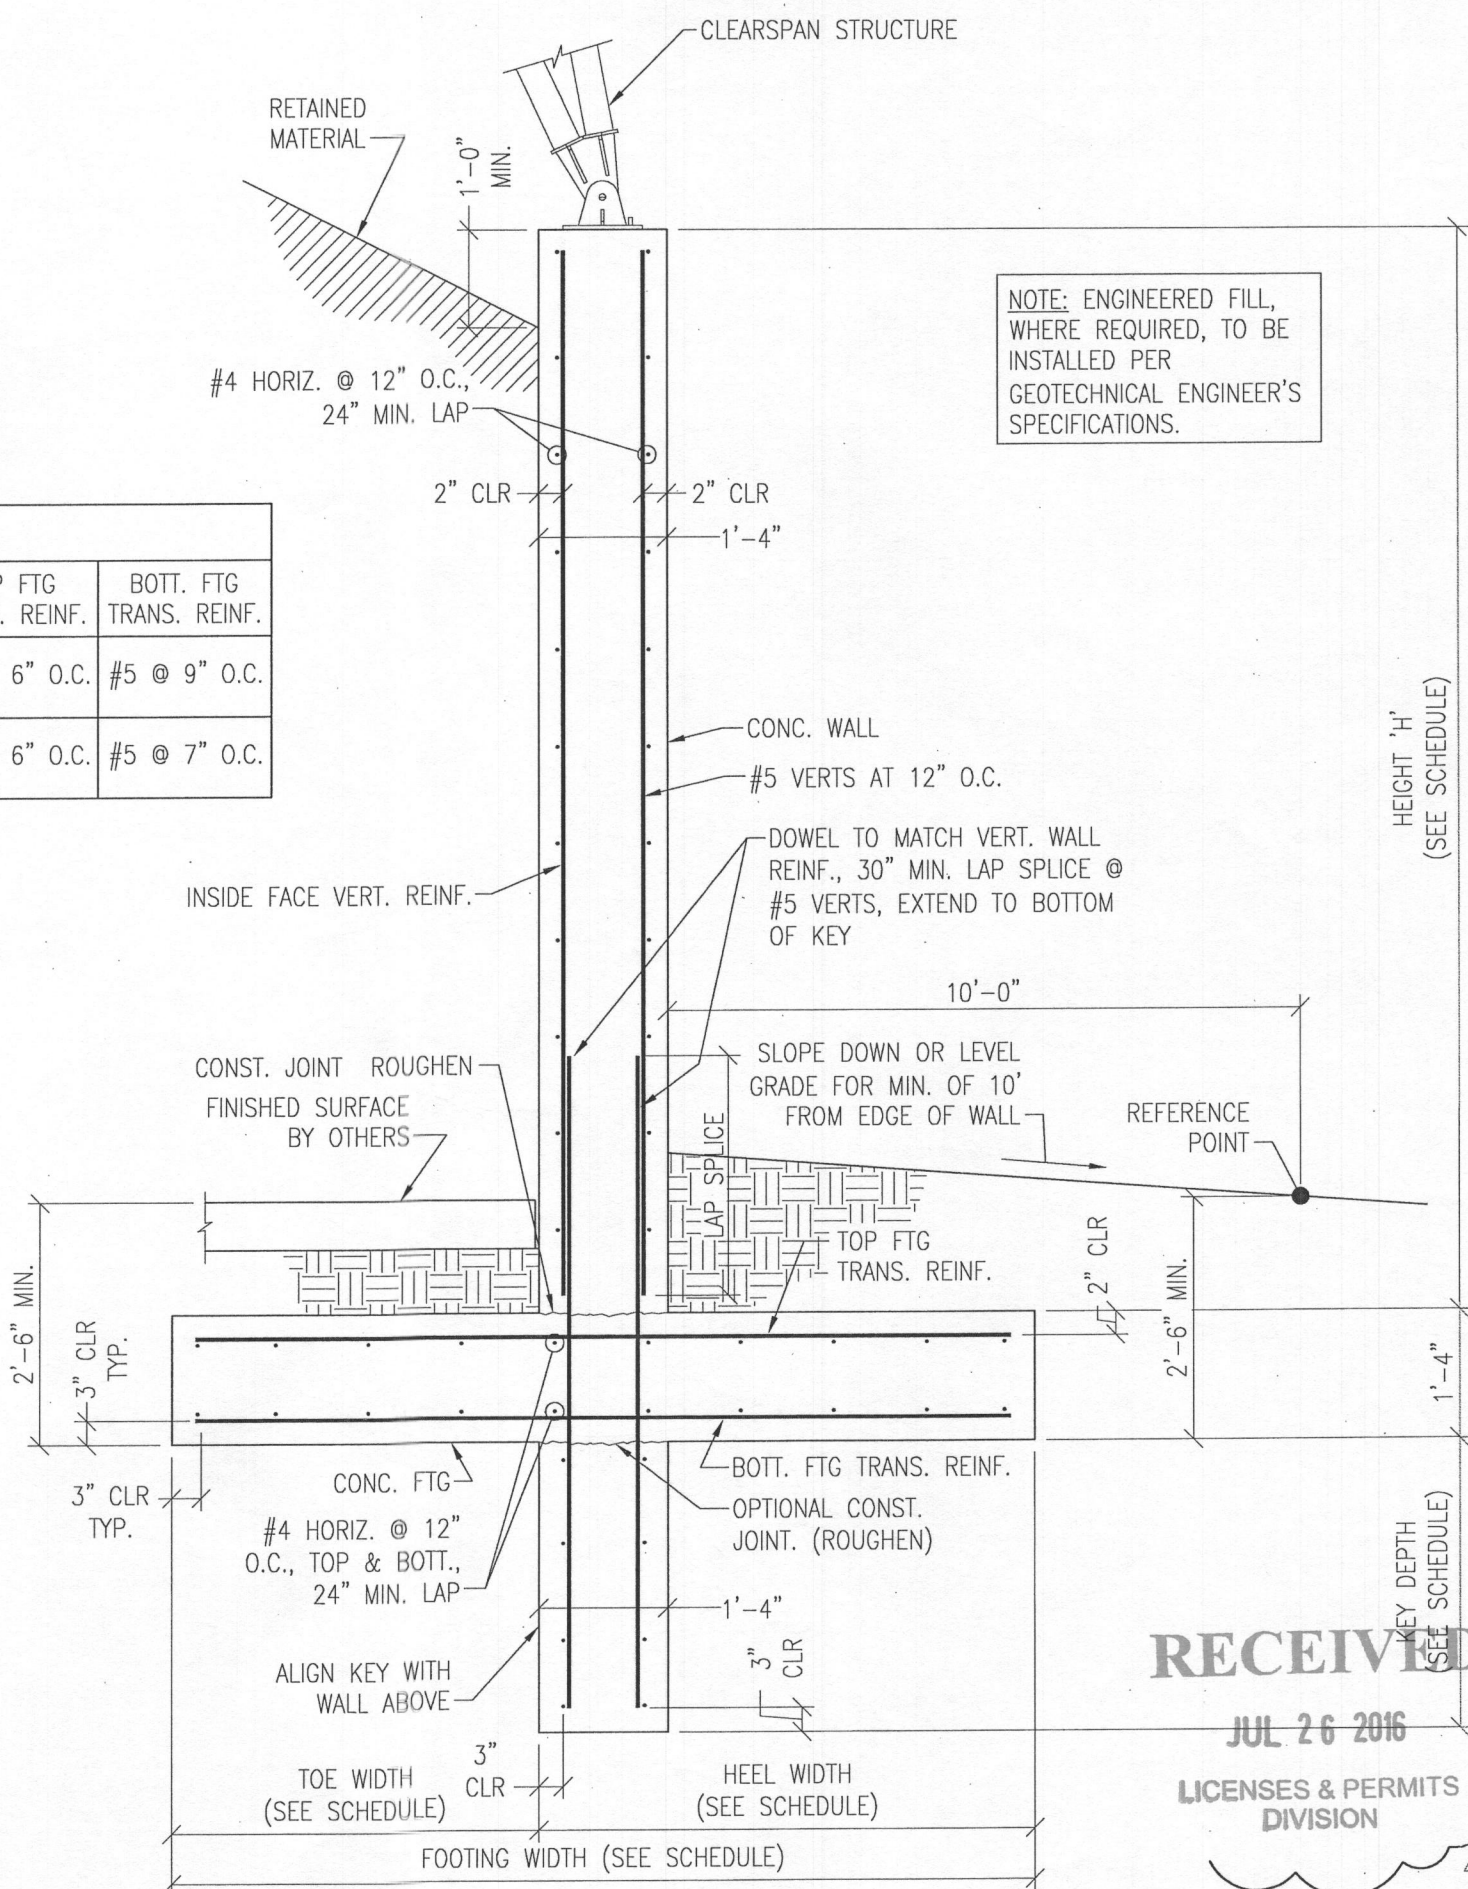 CLEARSPAN STRUCTURE
RETAINED
MATERIAL
1'-0"
MIN.
NOTE: ENGINEERED FILL,
WHERE REQUIRED, TO BE
INSTALLED PER
GEOTECHNICAL ENGINEER'S
SPECIFICATIONS.
#4 HORIZ. @ 12" O.C.,
24" MIN. LAP
2" CLR
2" CLR
1'-4"
FTG
REINF.
BOTT. FTG
TRANS. REINF.
6" O.C.
#5 @ 9" O.C.
6" O.C.
#5 @ 7" O.C.
HEIGHT 'H'
(SEE SCHEDULE)
CONC. WALL
#5 VERTS AT 12" O.C.
DOWEL TO MATCH VERT. WALL
REINF., 30" MIN. LAP SPLICE @
#5 VERTS, EXTEND TO BOTTOM
OF KEY
INSIDE FACE VERT. REINF.
10'-0"
CONST. JOINT ROUGHEN
FINISHED SURFACE
BY OTHERS
SLOPE DOWN OR LEVEL
GRADE FOR MIN. OF 10'
FROM EDGE OF WALL
REFERENCE
POINT
LAP SPLICE
TOP FTG
TRANS. REINF.
2" CLR
2'-6" MIN.
2'-6" MIN.
3" CLR
TYP.
1'-4"
3" CLR
TYP.
CONC. FTG
#4 HORIZ. @ 12"
O.C., TOP & BOTT.,
24" MIN. LAP
BOTT. FTG TRANS. REINF.
OPTIONAL CONST.
JOINT. (ROUGHEN)
1'-4"
KEY DEPTH
(SEE SCHEDULE)
ALIGN KEY WITH
WALL ABOVE
3"
CLR
3"
CLR
TOE WIDTH
(SEE SCHEDULE)
HEEL WIDTH
(SEE SCHEDULE)
FOOTING WIDTH (SEE SCHEDULE)
RECEIVED
JUL 26 2016
LICENSES & PERMITS
DIVISION